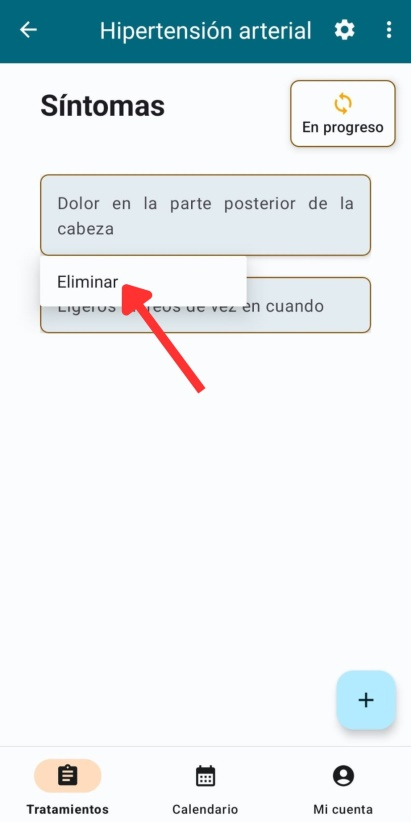 Hipertensión arterial
Síntomas
En progreso
Dolor en la parte posterior de la
cabeza
Eliminar
Ligeros de vez en cuando
Tratamientos
Calendario
Mi cuenta